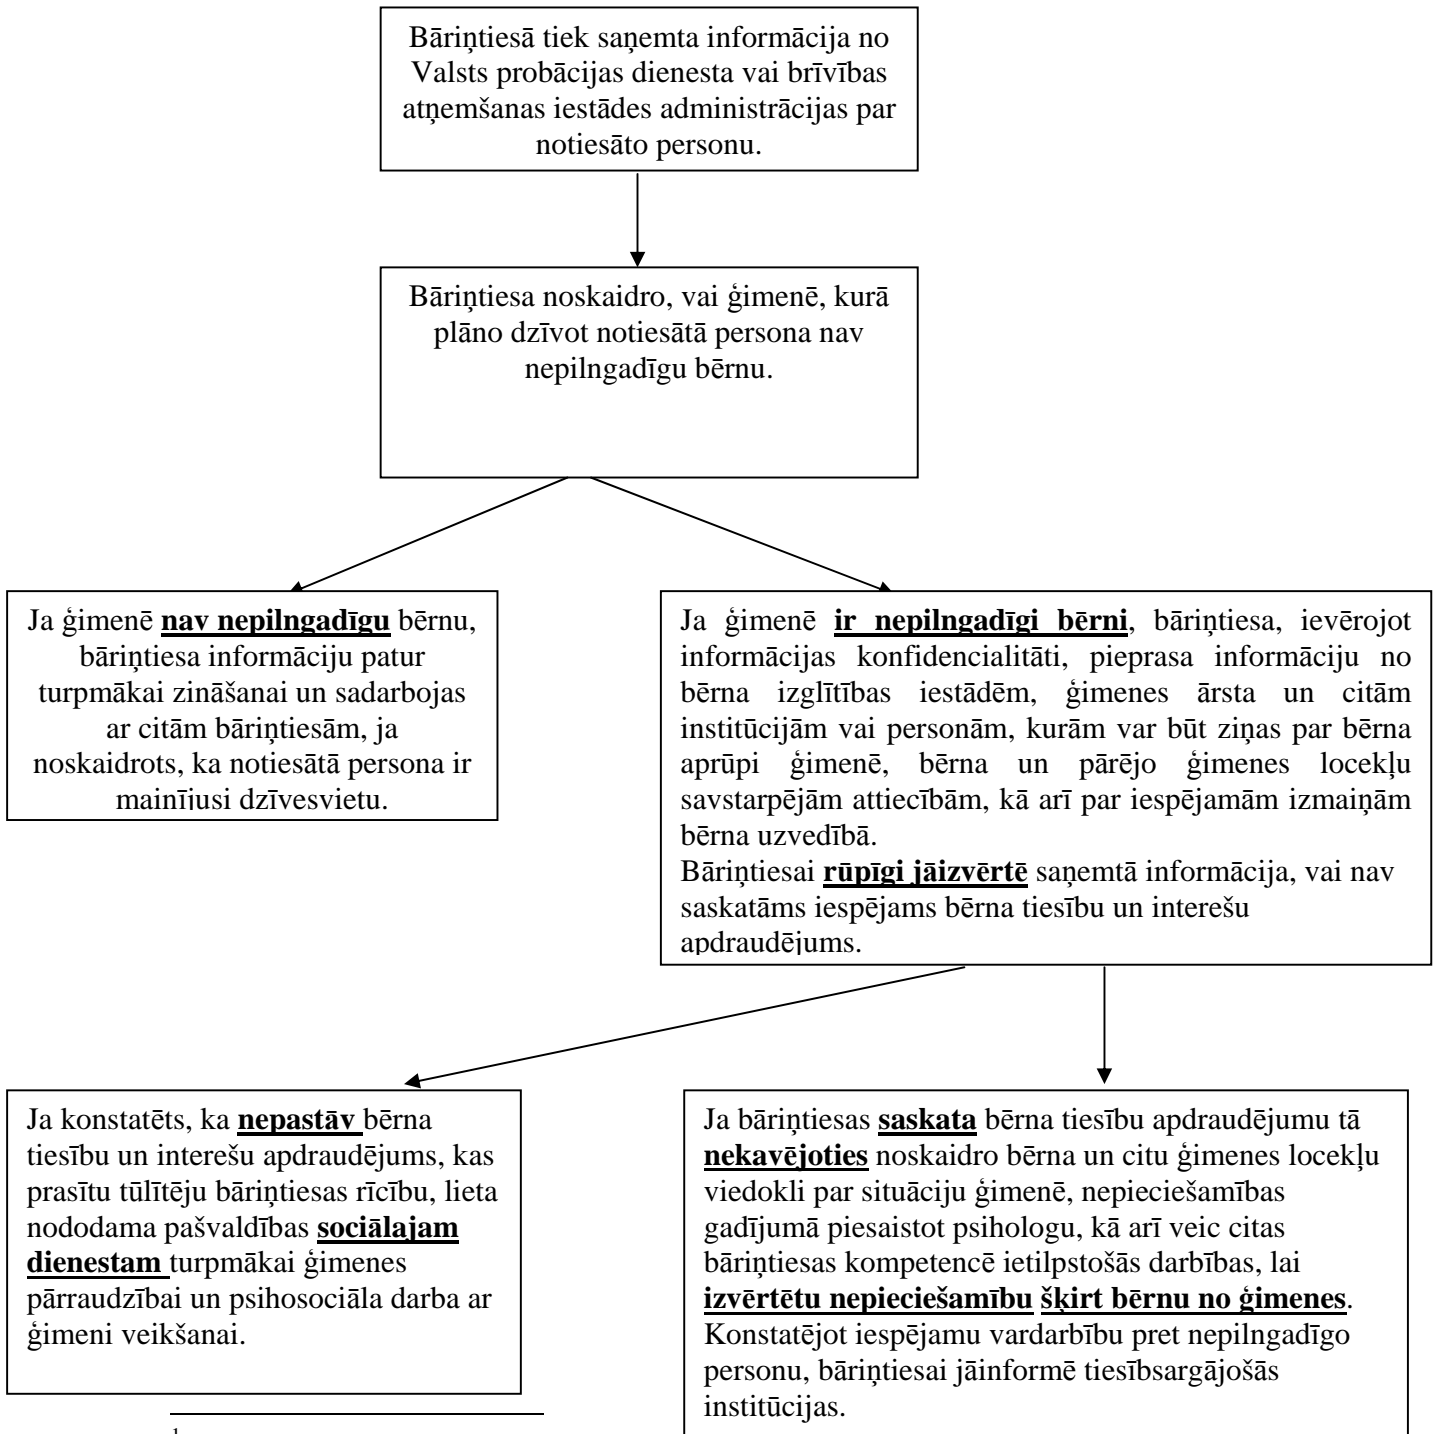 Bāriņtiesā tiek saņemta informācija no
Valsts probācijas dienesta vai brīvības
atņemšanas iestādes administrācijas par
notiesāto personu.
Bāriņtiesa noskaidro, vai ģimenē, kurā
plāno dzīvot notiesātā persona nav
nepilngadīgu bērnu.
Ja ģimenē nav nepilngadīgu bērnu,
bāriņtiesa informāciju patur
turpmākai zināšanai un sadarbojas
ar citām bāriņtiesām, ja
noskaidrots, ka notiesātā persona ir
mainījusi dzīvesvietu.
Ja ģimenē ir nepilngadīgi bērni, bāriņtiesa, ievērojot
informācijas konfidencialitāti, pieprasa informāciju no
bērna izglītības iestādēm, ģimenes ārsta un citām
institūcijām vai personām, kurām var būt ziņas par bērna
aprūpi ģimenē, bērna un pārējo ģimenes locekļu
savstarpējām attiecībām, kā arī par iespējamām izmaiņām
bērna uzvedībā.
Bāriņtiesai rūpīgi jāizvērtē saņemtā informācija, vai nav
saskatāms iespējams bērna tiesību un interešu
apdraudējums.
Ja konstatēts, ka nepastāv bērna
tiesību un interešu apdraudējums, kas
prasītu tūlītēju bāriņtiesas rīcību, lieta
nododama pašvaldības sociālajam
dienestam turpmākai ģimenes
pārraudzībai un psihosociāla darba ar
ģimeni veikšanai.
Ja bāriņtiesas saskata bērna tiesību apdraudējumu tā
nekavējoties noskaidro bērna un citu ģimenes locekļu
viedokli par situāciju ģimenē, nepieciešamības
gadījumā piesaistot psihologu, kā arī veic citas
bāriņtiesas kompetencē ietilpstošās darbības, lai
izvērtētu nepieciešamību šķirt bērnu no ģimenes.
Konstatējot iespējamu vardarbību pret nepilngadīgo
personu, bāriņtiesai jāinformē tiesībsargājošās
institūcijas.